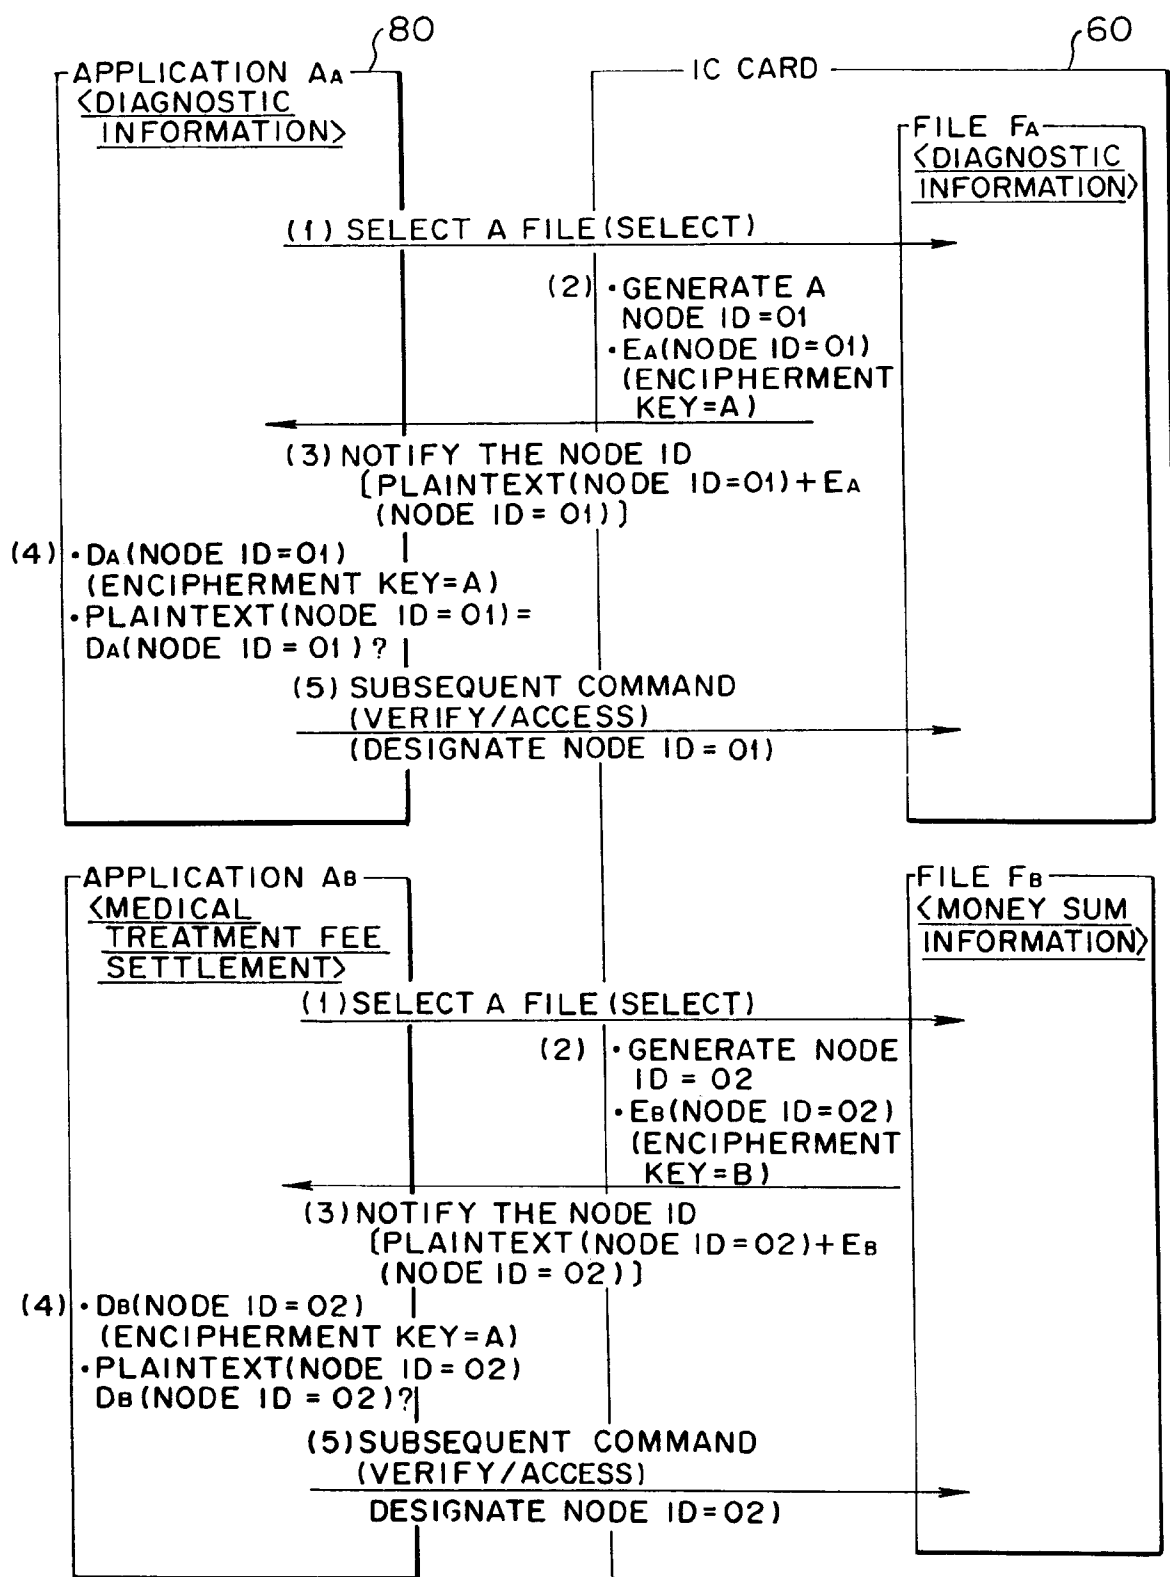 80
60
APPLICATION AA
<DIAGNOSTIC
INFORMATION>
IC CARD
FILE FA
<DIAGNOSTIC
INFORMATION>
(1) SELECT A FILE (SELECT)
(2) •GENERATE A
NODE ID=01
•EA(NODE ID=01)
(ENCIPHERMENT
KEY=A)
(3) NOTIFY THE NODE ID
[PLAINTEXT(NODE ID=01)+EA
(NODE ID=01)]
(4) •DA(NODE ID=01)
(ENCIPHERMENT KEY=A)
•PLAINTEXT(NODE ID=01)=
DA(NODE ID=01)?
(5) SUBSEQUENT COMMAND
(VERIFY/ACCESS)
(DESIGNATE NODE ID=01)
APPLICATION AB
<MEDICAL
TREATMENT FEE
SETTLEMENT>
FILE FB
<MONEY SUM
INFORMATION>
(1) SELECT A FILE (SELECT)
(2) •GENERATE NODE
ID=02
•EB(NODE ID=02)
(ENCIPHERMENT
KEY=B)
(3) NOTIFY THE NODE ID
[PLAINTEXT(NODE ID=02)+EB
(NODE ID=02)]
(4) •DB(NODE ID=02)
(ENCIPHERMENT KEY=A)
•PLAINTEXT(NODE ID=02)
DB(NODE ID=02)?
(5) SUBSEQUENT COMMAND
(VERIFY/ACCESS)
DESIGNATE NODE ID=02)